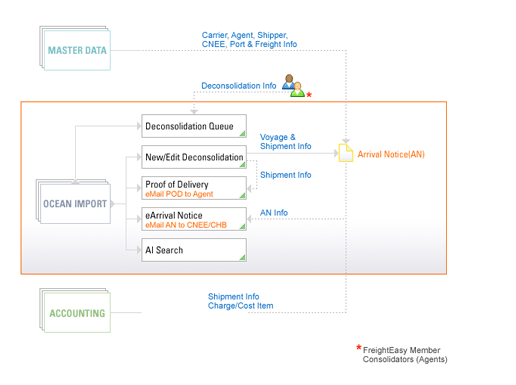 Carrier, Agent, Shipper,
CNEE, Port & Freight Info
MASTER DATA
Deconsolidation Info
*
Deconsolidation Queue
Voyage &
Shipment Info
New/Edit Deconsolidation
Arrival Notice(AN)
Shipment Info
Proof of Delivery
eMail POD to Agent
OCEAN IMPORT
eArrival Notice
eMail AN to CNEE/CHB
AN Info
AI Search
Shipment Info
Charge/Cost Item
ACCOUNTING
* FreightEasy Member
Consolidators (Agents)